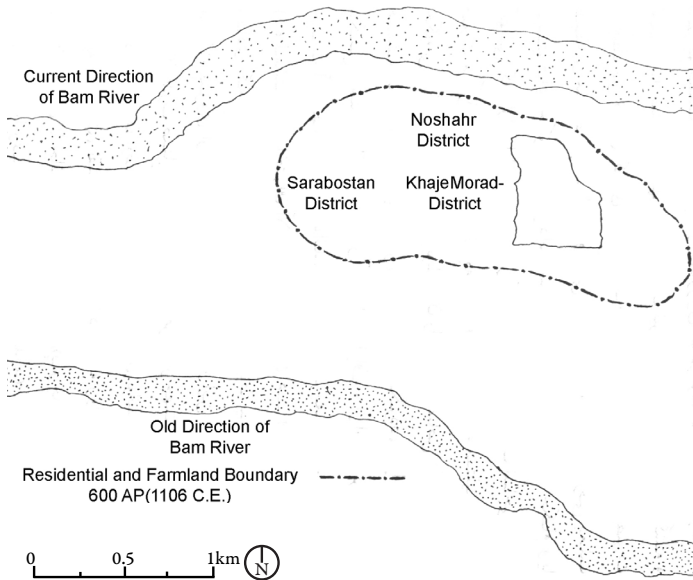 Current Direction
of Bam River
Noshahr
District
Sarabostan
District
KhajeMorad-
District
Old Direction of
Bam River
Residential and Farmland Boundary
600 AP(1106 C.E.)
0 0.5 1km
N